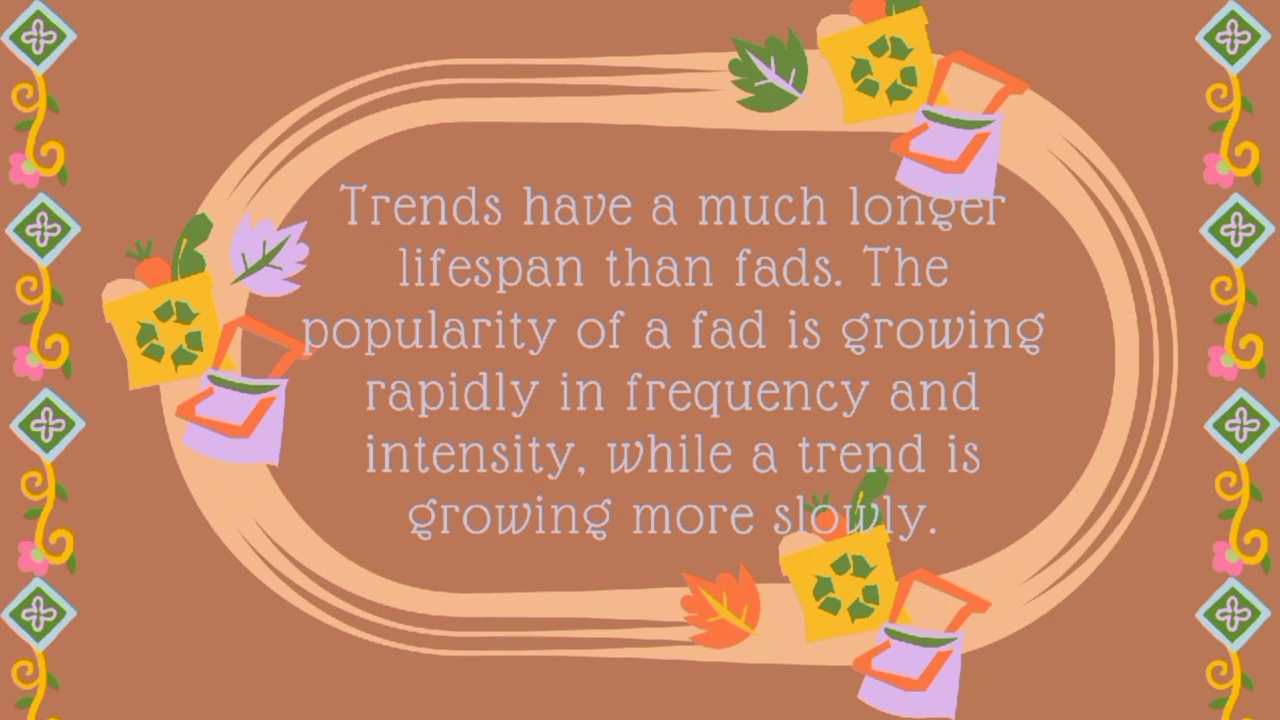 Trends have a much longer
lifespan than fads. The
popularity of a fad is growing
rapidly in frequency and
intensity, while a trend is
growing more slowly.